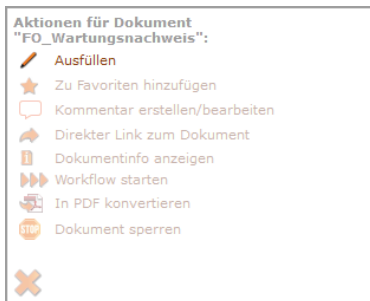 Aktionen für Dokument
"FO_Wartungsnachweis":
Ausfüllen
Zu Favoriten hinzufügen
Kommentar erstellen/bearbeiten
Direkter Link zum Dokument
Dokumentinfo anzeigen
Workflow starten
In PDF konvertieren
STOP Dokument sperren